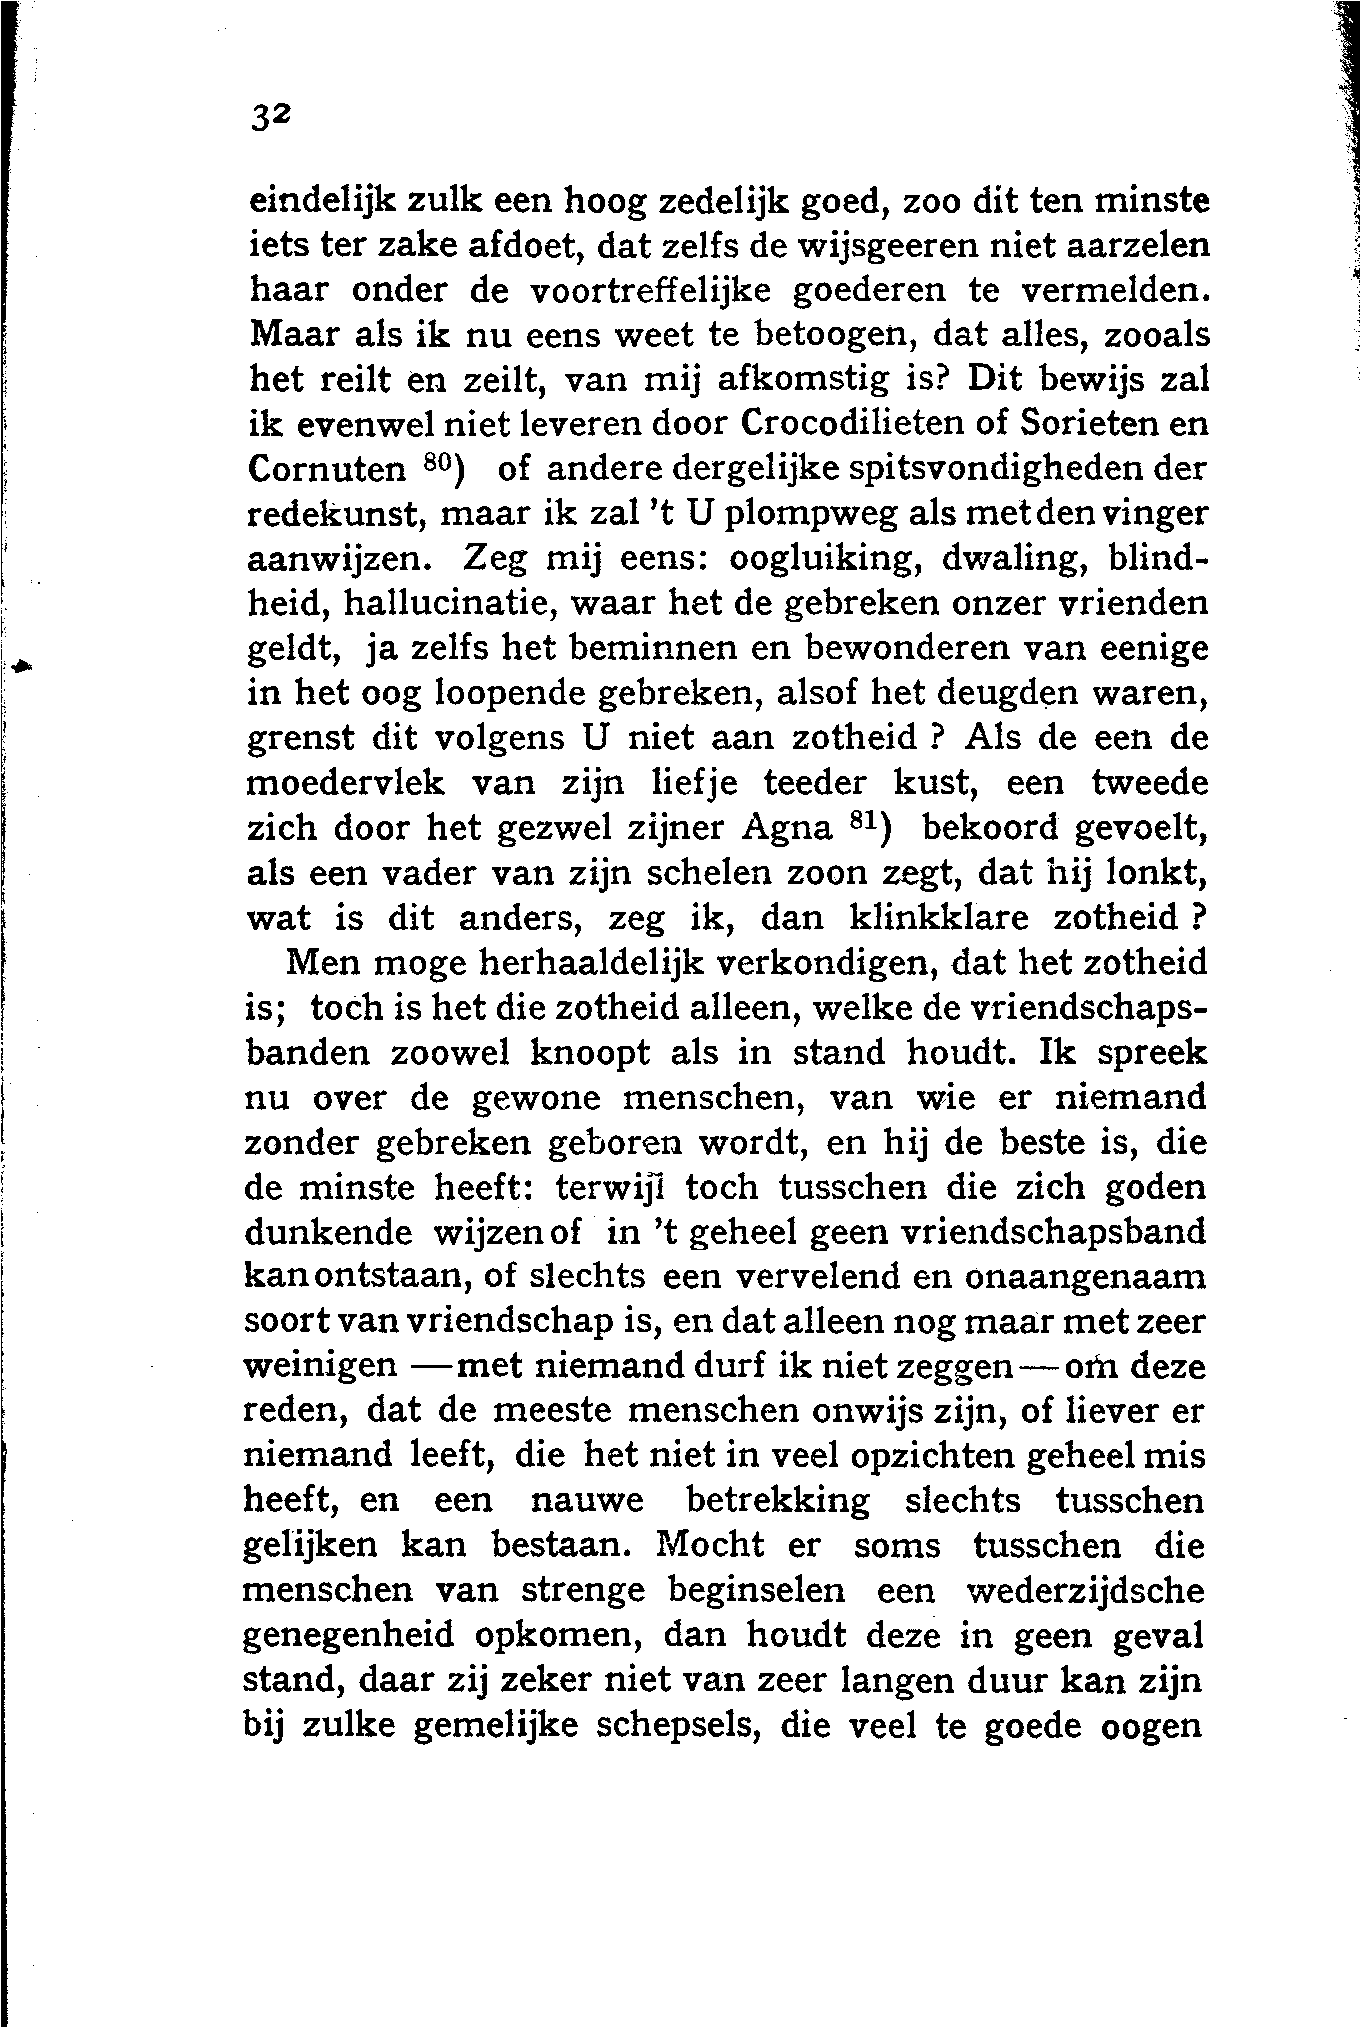 32
eindelijk zulk een hoog zedelijk goed, zoo dit ten minste
iets ter zake afdoet, dat zelfs de wijsgeeren niet aarzelen
haar onder de voortreffelijke goederen te vermelden.
Maar als ik nu eens weet te betoogen, dat alles, zooals
het reilt en zeilt, van mij afkomstig is? Dit bewijs zal
ik evenwel niet leveren door Crocodilieten of Sorieten en
Cornuten ⁸⁰) of andere dergelijke spitsvondigheden der
redekunst, maar ik zal 't U plompweg als met den vinger
aanwijzen. Zeg mij eens: oogluiking, dwaling, blind-
heid, hallucinatie, waar het de gebreken onzer vrienden
geldt, ja zelfs het beminnen en bewonderen van eenige
in het oog loopende gebreken, alsof het deugden waren,
grenst dit volgens U niet aan zotheid ? Als de een de
moedervlek van zijn liefje teeder kust, een tweede
zich door het gezwel zijner Agna ⁸¹) bekoord gevoelt,
als een vader van zijn schelen zoon zegt, dat hij lonkt,
wat is dit anders, zeg ik, dan klinkklare zotheid ?
Men moge herhaaldelijk verkondigen, dat het zotheid
is; toch is het die zotheid alleen, welke de vriendschaps-
banden zoowel knoopt als in stand houdt. Ik spreek
nu over de gewone menschen, van wie er niemand
zonder gebreken geboren wordt, en hij de beste is, die
de minste heeft: terwijl toch tusschen die zich goden
dunkende wijzen of in 't geheel geen vriendschapsband
kan ontstaan, of slechts een vervelend en onaangenaam
soort van vriendschap is, en dat alleen nog maar met zeer
weinigen —met niemand durf ik niet zeggen— om deze
reden, dat de meeste menschen onwijs zijn, of liever er
niemand leeft, die het niet in veel opzichten geheel mis
heeft, en een nauwe betrekking slechts tusschen
gelijken kan bestaan. Mocht er soms tusschen die
menschen van strenge beginselen een wederzijdsche
genegenheid opkomen, dan houdt deze in geen geval
stand, daar zij zeker niet van zeer langen duur kan zijn
bij zulke gemelijke schepsels, die veel te goede oogen